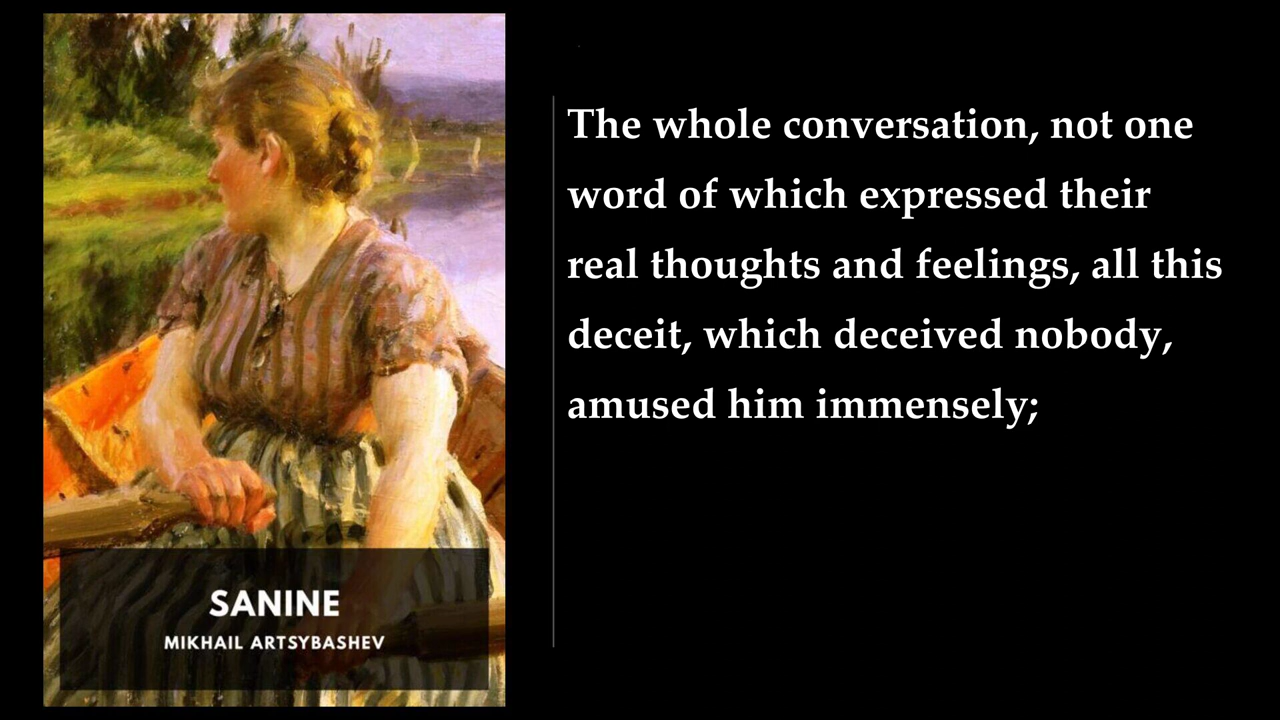 SANINE
MIKHAIL ARTSYBASHEV
The whole conversation, not one
word of which expressed their
real thoughts and feelings, all this
deceit, which deceived nobody,
amused him immensely;